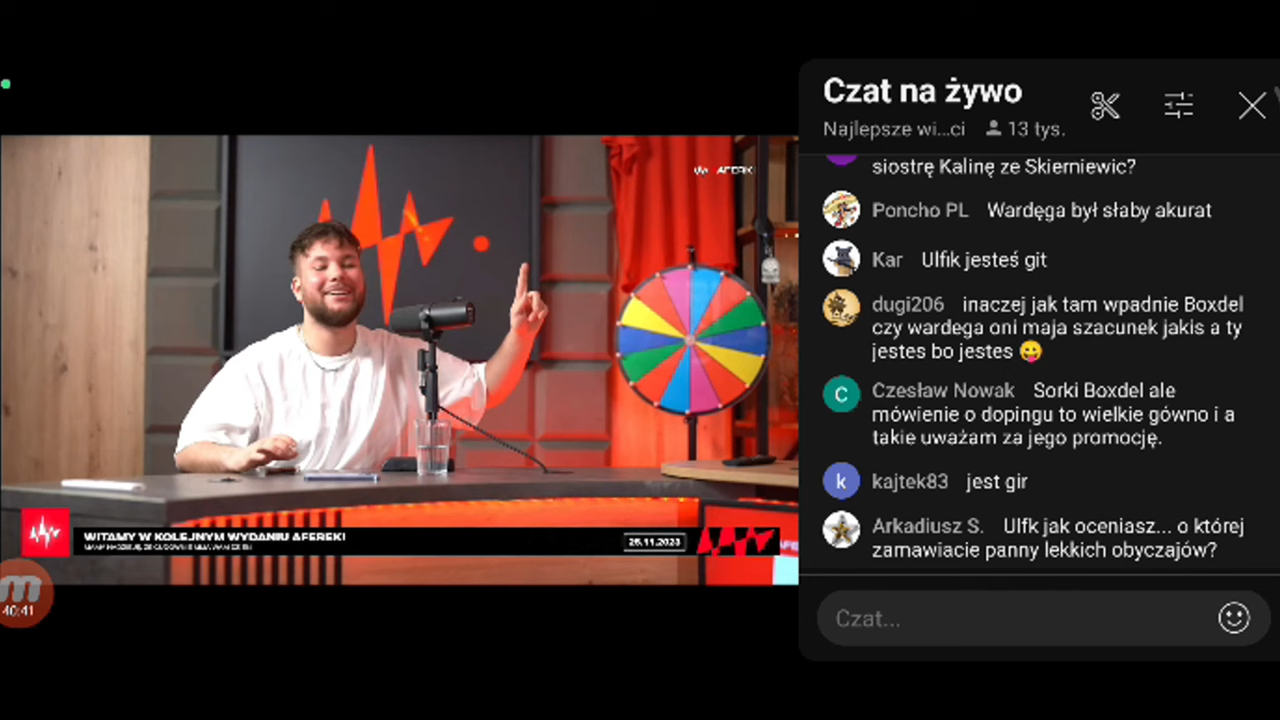 Czat na żywo
Najlepsze wi...ci 13 tys.
siostrę Kalinę ze Skierniewic?
Poncho PL Wardęga był słaby akurat
Kar Ulfik jesteś git
dugi206 inaczej jak tam wpadnie Boxdel
czy wardęga oni maja szacunek jakis a ty
jestes bo jestes 😛
C Czesław Nowak Sorki Boxdel ale
mówienie o dopingu to wielkie gówno i a
takie uważam za jego promocję.
k kajtek83 jest gir
Arkadiusz S. Ulfk jak oceniasz... o której
zamawiacie panny lekkich obyczajów?
Czat...
AFERKI
WITAMY W KOLEJNYM WYDANIU AFEREK!
25.11.2023
m
40:41